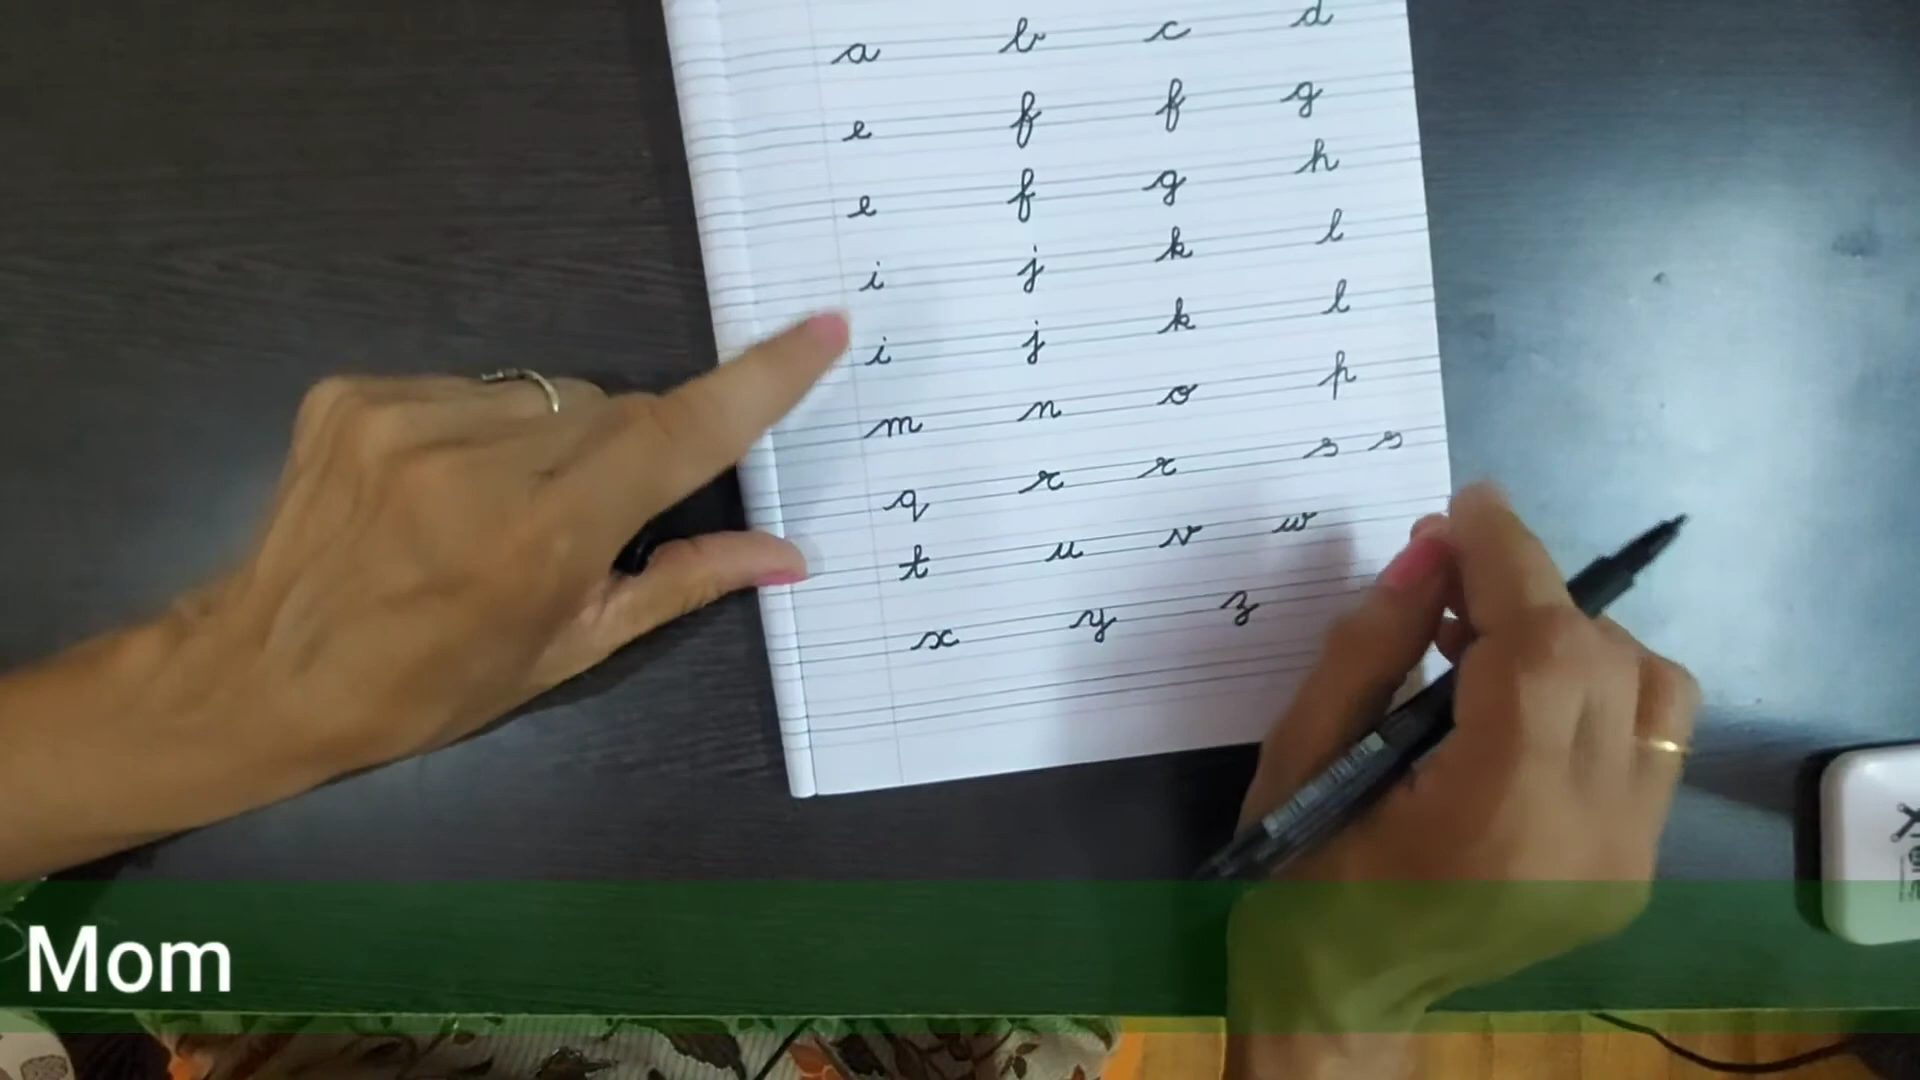 a b c d
e f f g
e f g h
i j k l
i j k l
m n o p
q r r s s
t u v w
x y z
Mom